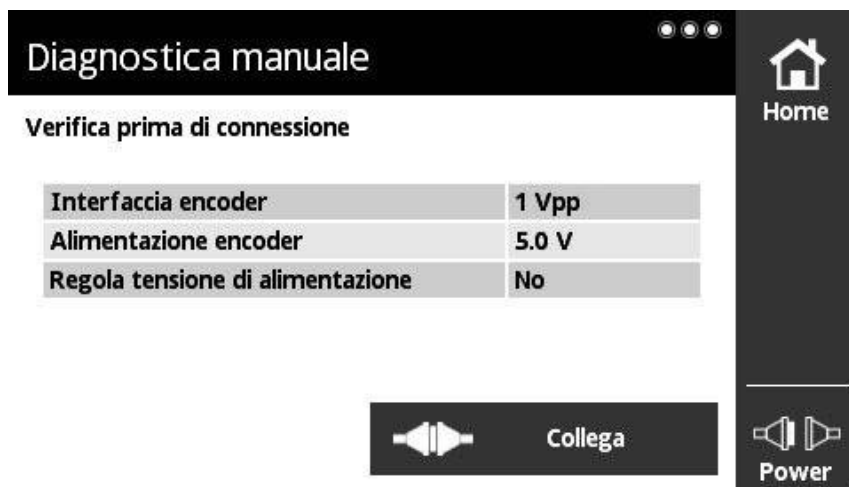 Diagnostica manuale
Home
Verifica prima di connessione
Interfaccia encoder 1 Vpp
Alimentazione encoder 5.0 V
Regola tensione di alimentazione No
Collega
Power